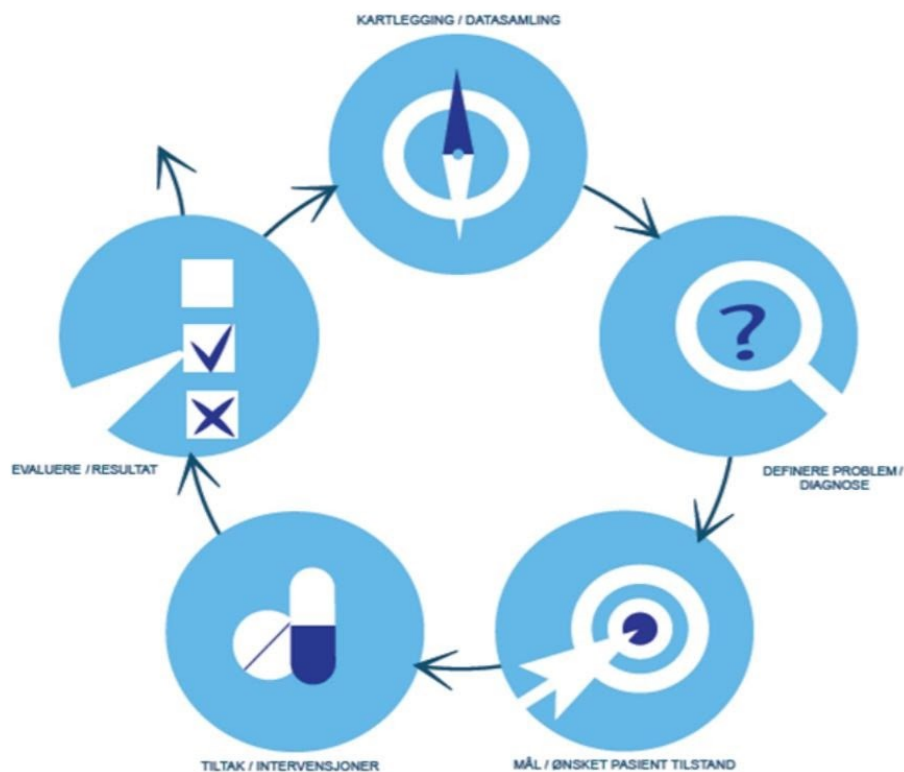 KARTLEGGING / DATASAMLING
?
DEFINERE PROBLEM /
DIAGNOSE
MÅL / ØNSKET PASIENT TILSTAND
TILTAK / INTERVENSJONER
EVALUERE / RESULTAT